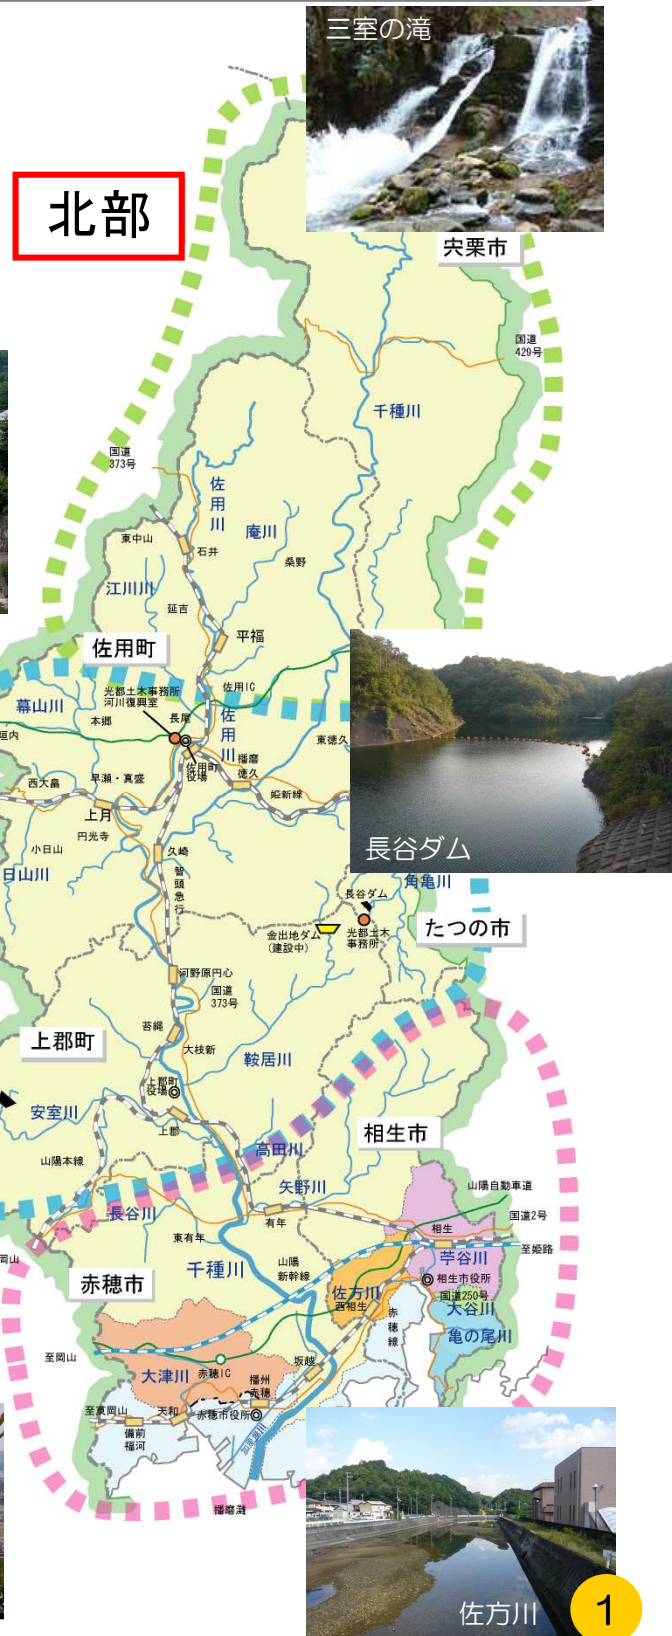 三室の滝
北部
宍粟市
国道
429号
千種川
国道
373号
佐用川
庵川
東中山
石井
桑野
江川川
延吉
平福
佐用町
佐用IC
光都土木事務所
河川復興室
幕山川
本郷
長尾
佐用川
東徳久
垣内
佐用町
役場
播磨
徳久
西大畠
早瀬・真盛
姫新線
上月
円光寺
小日山
久崎
日山川
智頭急行
長谷ダム
長谷ダム
角亀川
たつの市
金出地ダム
(建設中)
光都土木
事務所
河野原円心
国道
373号
苔縄
大枝新
上郡町
鞍居川
上郡町
役場
安室川
上郡
相生市
高田川
山陽本線
矢野川
山陽自動車道
長谷川
国道2号
有年
相生
東有年
岡山
至姫路
千種川
山陽
新幹線
苧谷川
赤穂市
佐方川
相生市役所
西相生
国道250号
大谷川
赤穂線
亀の尾川
至岡山
坂越
大津川
赤穂IC
播州
赤穂
至東岡山
天和
赤穂市役所
備前
福河
加里屋川
播磨灘
佐方川
1